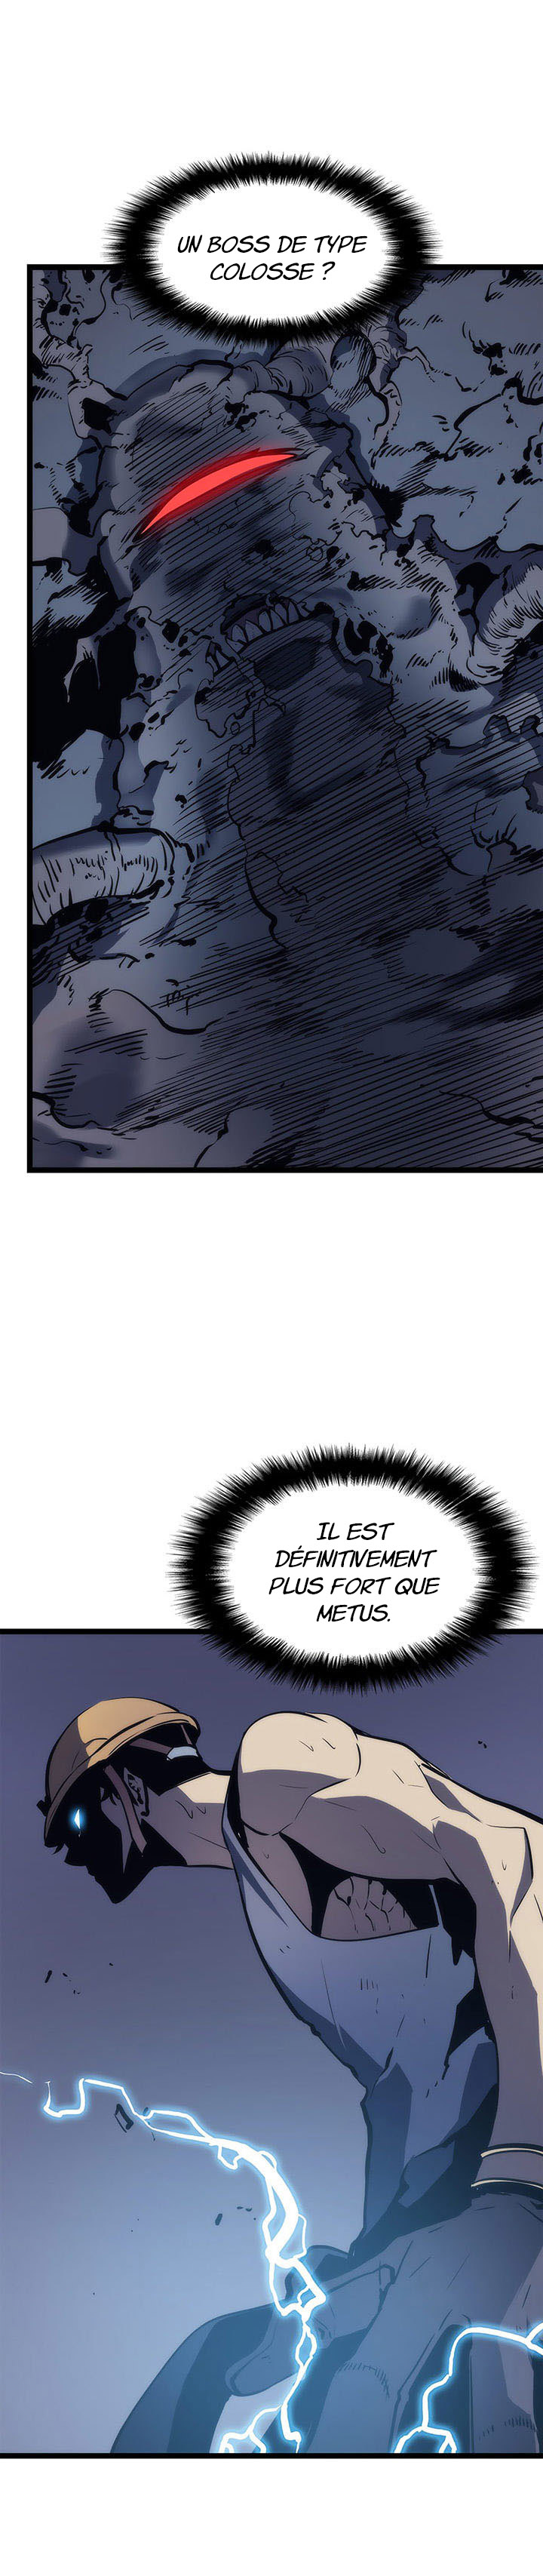 UN BOSS DE TYPE
COLOSSE ?
IL EST
DÉFINITIVEMENT
PLUS FORT QUE
METUS.